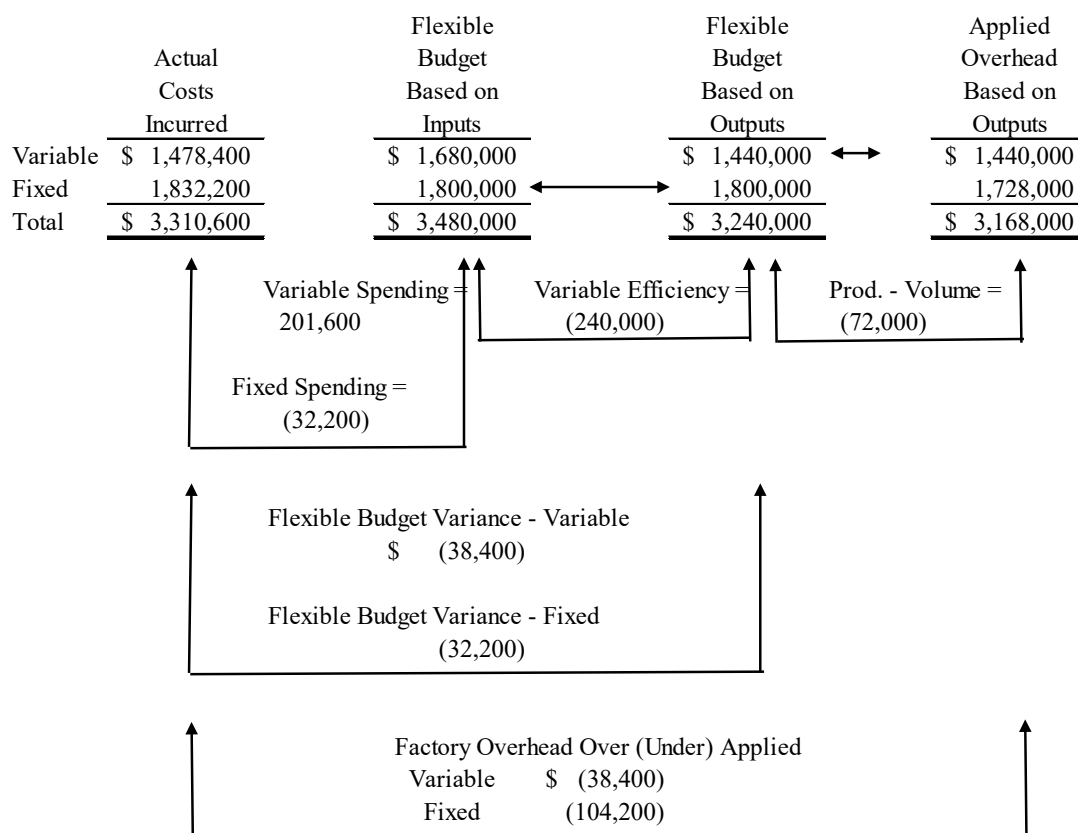 Flexible Flexible Applied
Actual Budget Budget Overhead
Costs Based on Based on Based on
Incurred Inputs Outputs Outputs
Variable $ 1,478,400 $ 1,680,000 $ 1,440,000 $ 1,440,000
Fixed 1,832,200 1,800,000 1,800,000 1,728,000
Total $ 3,310,600 $ 3,480,000 $ 3,240,000 $ 3,168,000
Variable Spending = Variable Efficiency = Prod. - Volume =
201,600 (240,000) (72,000)
Fixed Spending =
(32,200)
Flexible Budget Variance - Variable
$ (38,400)
Flexible Budget Variance - Fixed
(32,200)
Factory Overhead Over (Under) Applied
Variable $ (38,400)
Fixed (104,200)